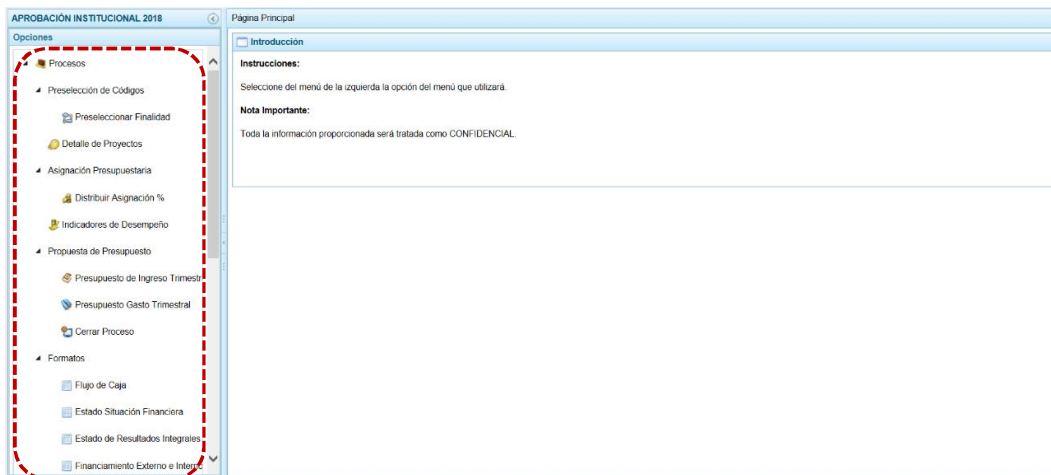 APROBACIÓN INSTITUCIONAL 2018
Opciones
Procesos
Preselección de Códigos
Preseleccionar Finalidad
Detalle de Proyectos
Asignación Presupuestaria
Distribuir Asignación %
Indicadores de Desempeño
Propuesta de Presupuesto
Presupuesto de Ingreso Trimestr
Presupuesto Gasto Trimestral
Cerrar Proceso
Formatos
Flujo de Caja
Estado Situación Financiera
Estado de Resultados Integrales
Financiamiento Externo e Interno
Página Principal
Introducción
Instrucciones:
Seleccione del menú de la izquierda la opción del menú que utilizará.
Nota Importante:
Toda la información proporcionada será tratada como CONFIDENCIAL.